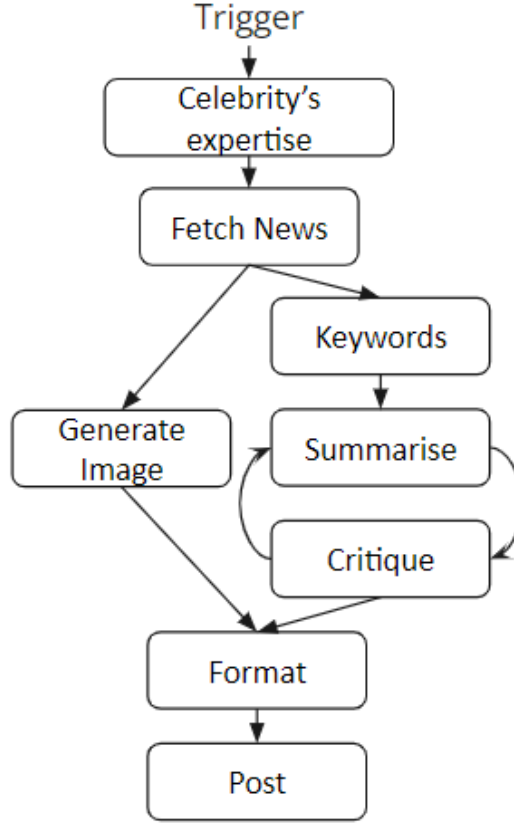 Trigger
Celebrity’s
expertise
Fetch News
Keywords
Generate
Image
Summarise
Critique
Format
Post